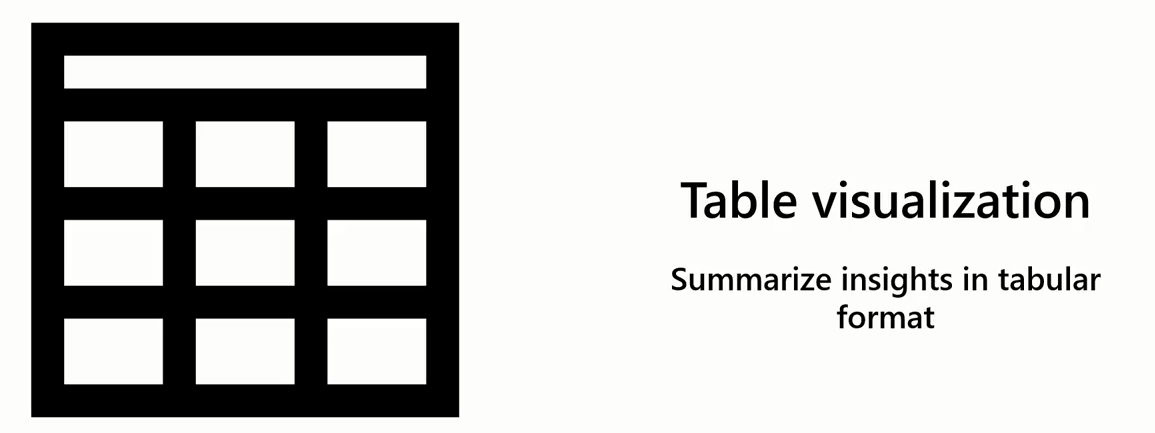 Table visualization
Summarize insights in tabular
format